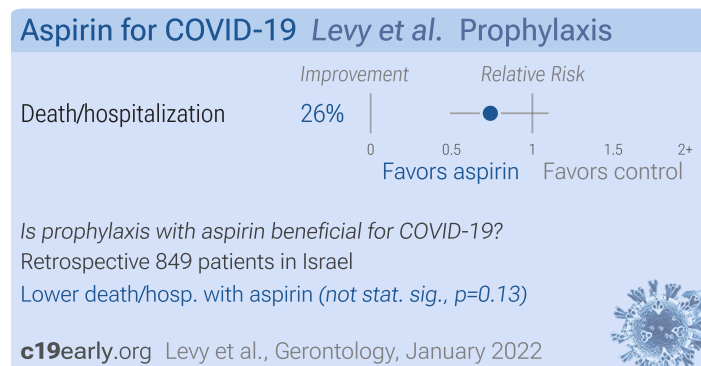 Aspirin for COVID-19 Levy et al. Prophylaxis
Improvement Relative Risk
Death/hospitalization 26%
0 0.5 1 1.5 2+
Favors aspirin Favors control
Is prophylaxis with aspirin beneficial for COVID-19?
Retrospective 849 patients in Israel
Lower death/hosp. with aspirin (not stat. sig., p=0.13)
c19early.org Levy et al., Gerontology, January 2022